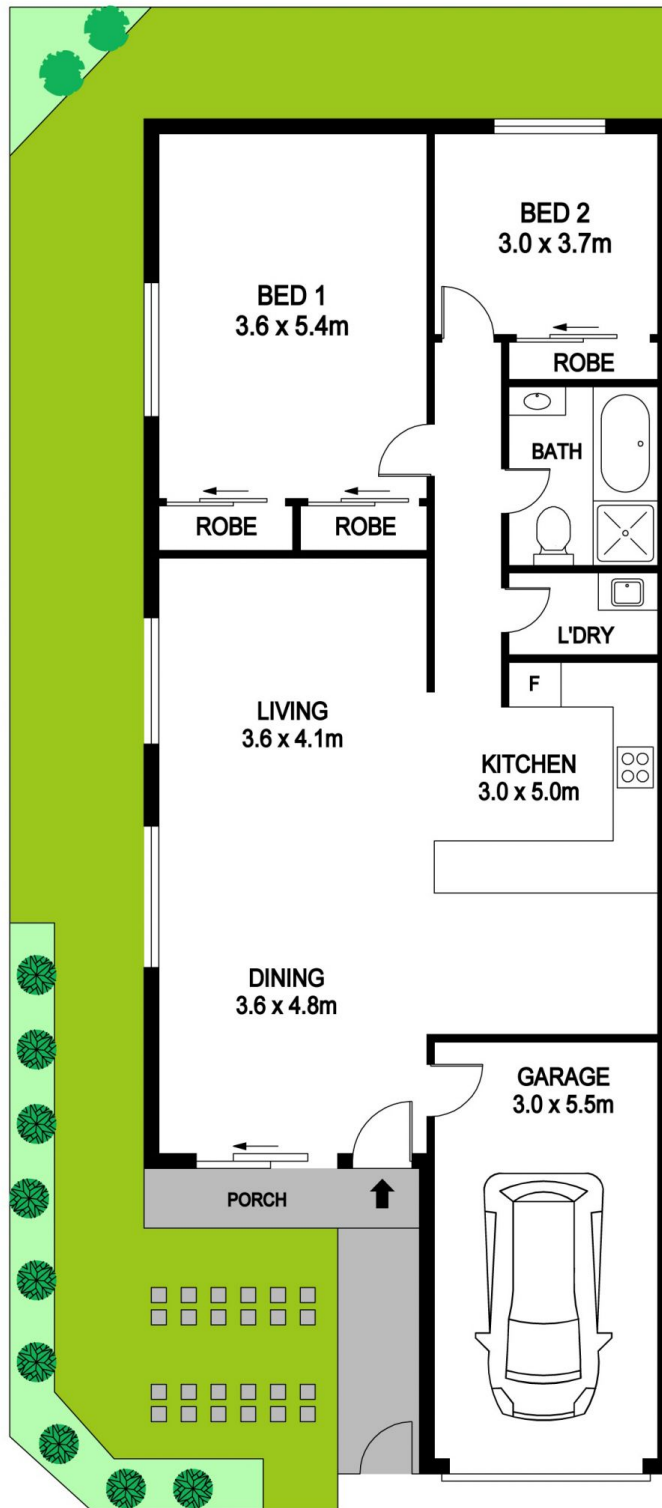 BED 2
3.0 x 3.7m
BED 1
3.6 x 5.4m
ROBE
BATH
ROBE
ROBE
L'DRY
F
LIVING
3.6 x 4.1m
KITCHEN
3.0 x 5.0m
DINING
3.6 x 4.8m
GARAGE
3.0 x 5.5m
PORCH